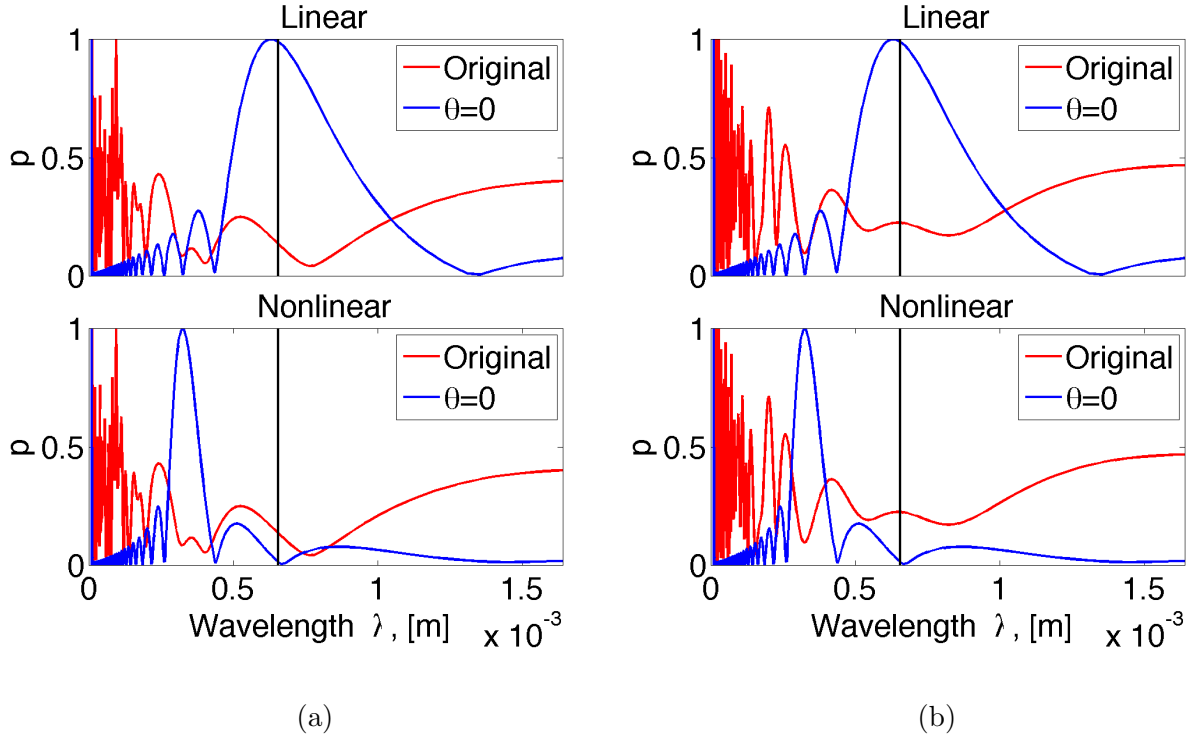 Linear
1
0.5
0
p
Original
θ=0
Nonlinear
1
0.5
0
p
Original
θ=0
0 0.5 1 1.5
Wavelength λ, [m] x 10^-3
(a)
Linear
1
0.5
0
p
Original
θ=0
Nonlinear
1
0.5
0
p
Original
θ=0
0 0.5 1 1.5
Wavelength λ, [m] x 10^-3
(b)